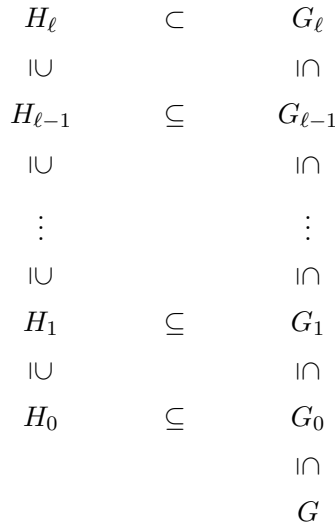 H_ℓ ⊂ G_ℓ
|∪ |∩
H_{ℓ−1} ⊆ G_{ℓ−1}
|∪ |∩
⋮ ⋮
|∪ |∩
H_1 ⊆ G_1
|∪ |∩
H_0 ⊆ G_0
|∩
G